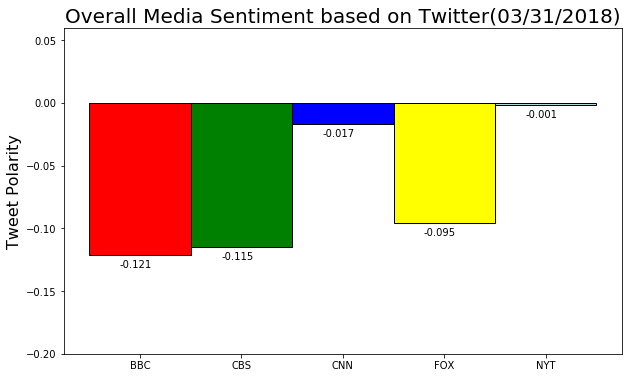 Overall Media Sentiment based on Twitter(03/31/2018)
Tweet Polarity
0.05
0.00
−0.05
−0.10
−0.15
−0.20
-0.121
-0.115
-0.017
-0.095
-0.001
BBC
CBS
CNN
FOX
NYT